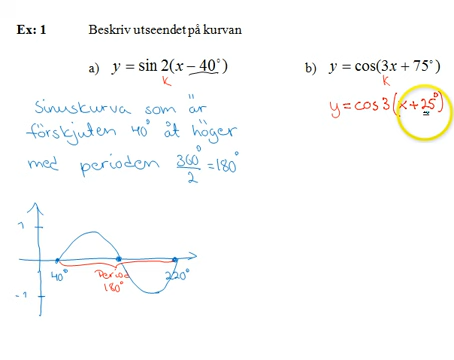 Ex: 1 Beskriv utseendet på kurvan
a) y = sin 2(x − 40°) b) y = cos(3x + 75°)
k k
y = cos 3(x + 25°)
Sinuskurva som är
förskjuten 40° åt höger
med perioden 360°/2 = 180°
1
40° Period 220°
180°
-1